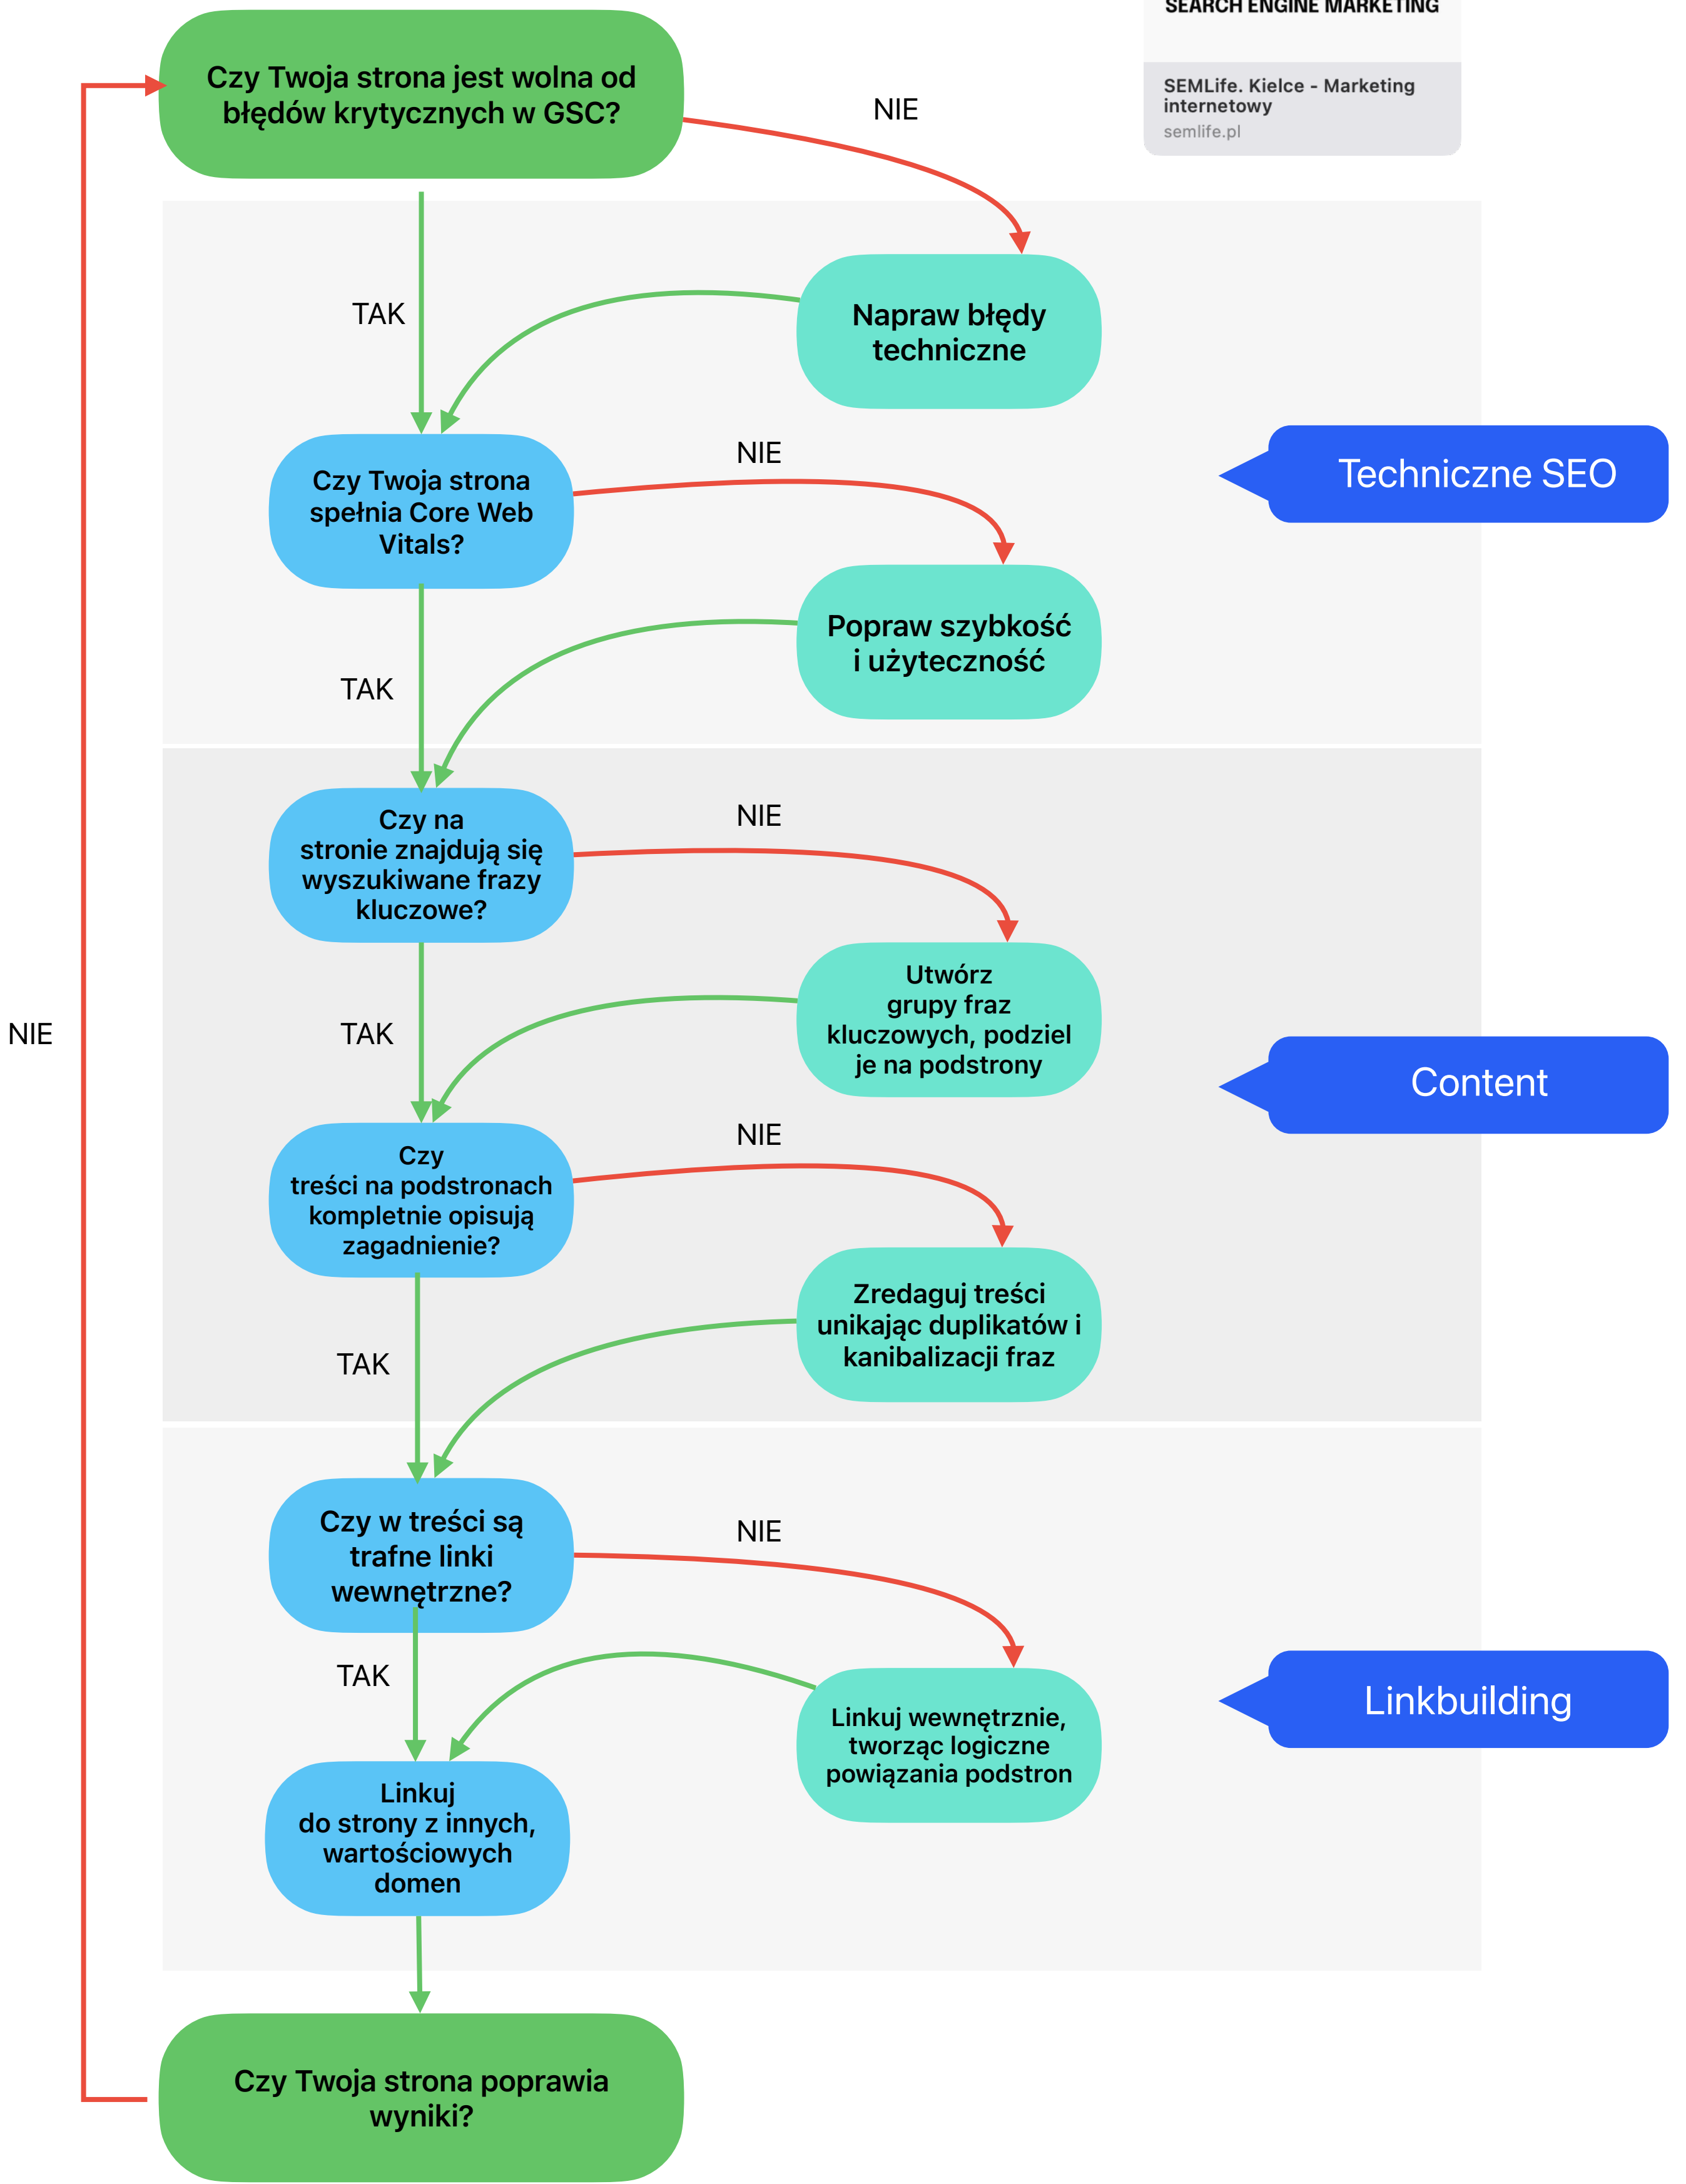 SEARCH ENGINE MARKETING
SEMLife. Kielce - Marketing
internetowy
semlife.pl
Czy Twoja strona jest wolna od
błędów krytycznych w GSC?
NIE
TAK
Napraw błędy
techniczne
Czy Twoja strona
spełnia Core Web
Vitals?
NIE
Techniczne SEO
Popraw szybkość
i użyteczność
TAK
Czy na
stronie znajdują się
wyszukiwane frazy
kluczowe?
NIE
Utwórz
grupy fraz
kluczowych, podziel
je na podstrony
NIE
TAK
Content
Czy
treści na podstronach
kompletnie opisują
zagadnienie?
NIE
Zredaguj treści
unikając duplikatów i
kanibalizacji fraz
TAK
Czy w treści są
trafne linki
wewnętrzne?
NIE
TAK
Linkuj wewnętrznie,
tworząc logiczne
powiązania podstron
Linkbuilding
Linkuj
do strony z innych,
wartościowych
domen
Czy Twoja strona poprawia
wyniki?